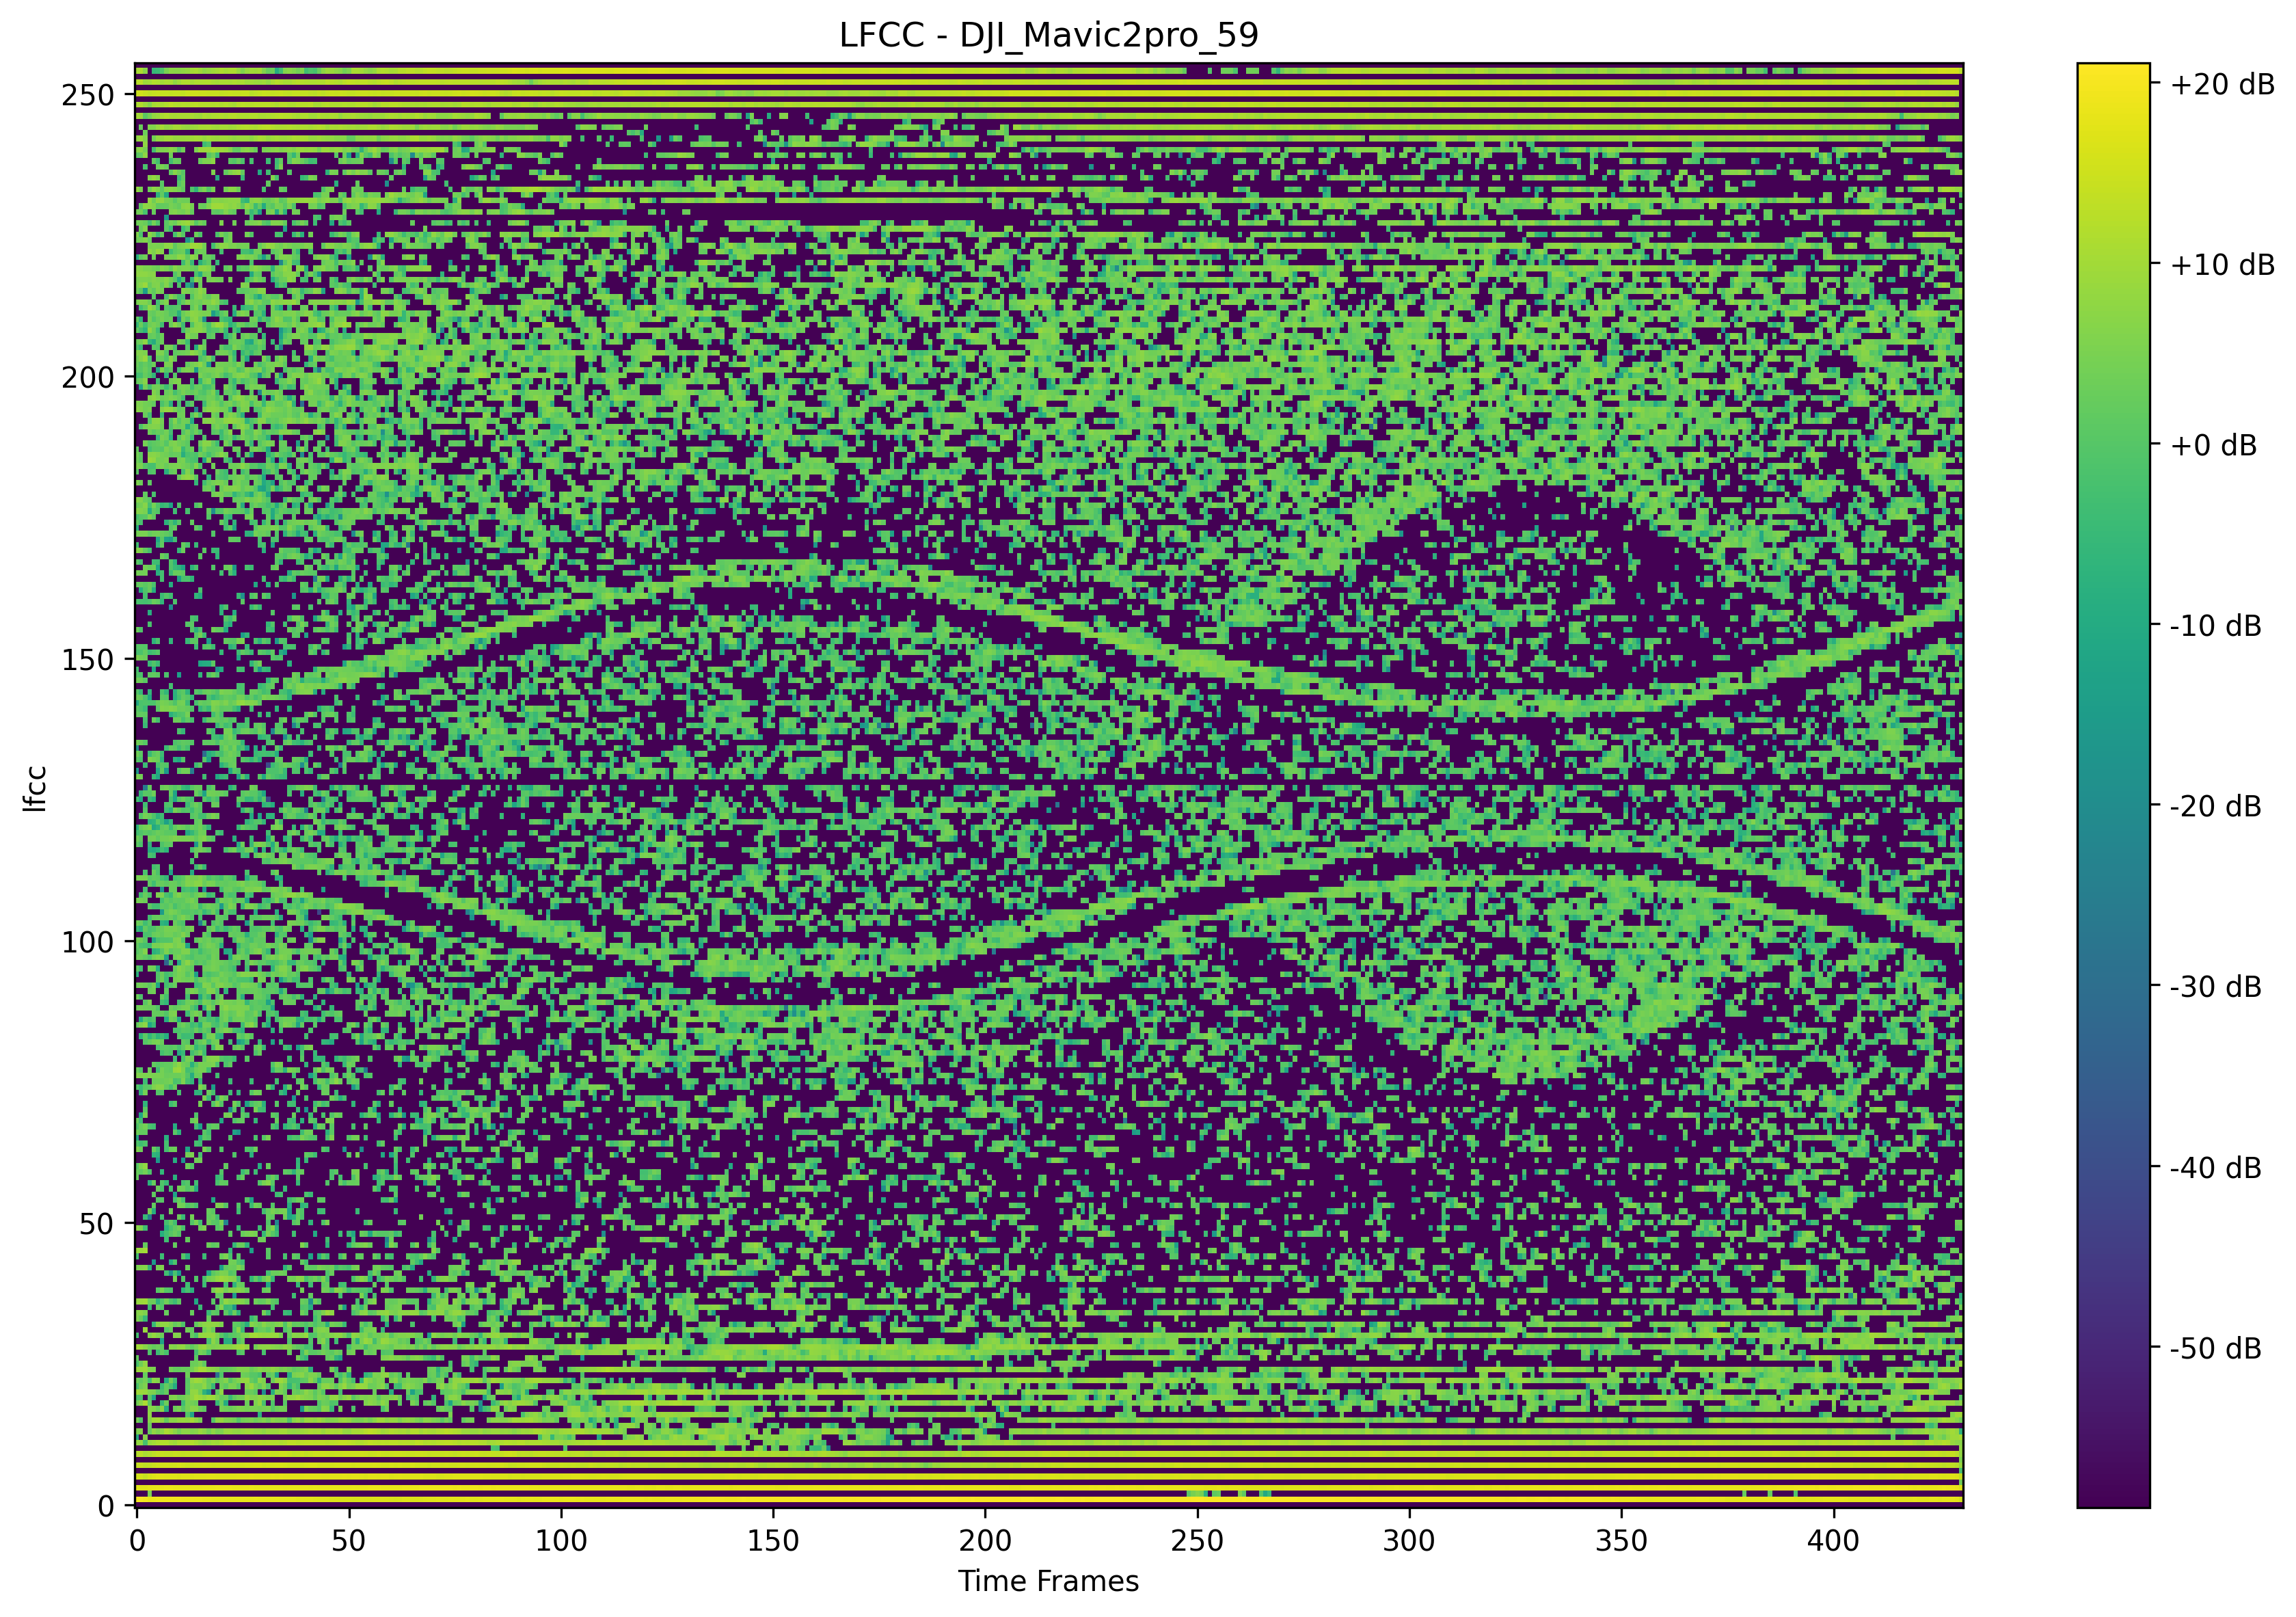 LFCC - DJI_Mavic2pro_59
lfcc
250
200
150
100
50
0
0 50 100 150 200 250 300 350 400
Time Frames
+20 dB
+10 dB
+0 dB
-10 dB
-20 dB
-30 dB
-40 dB
-50 dB